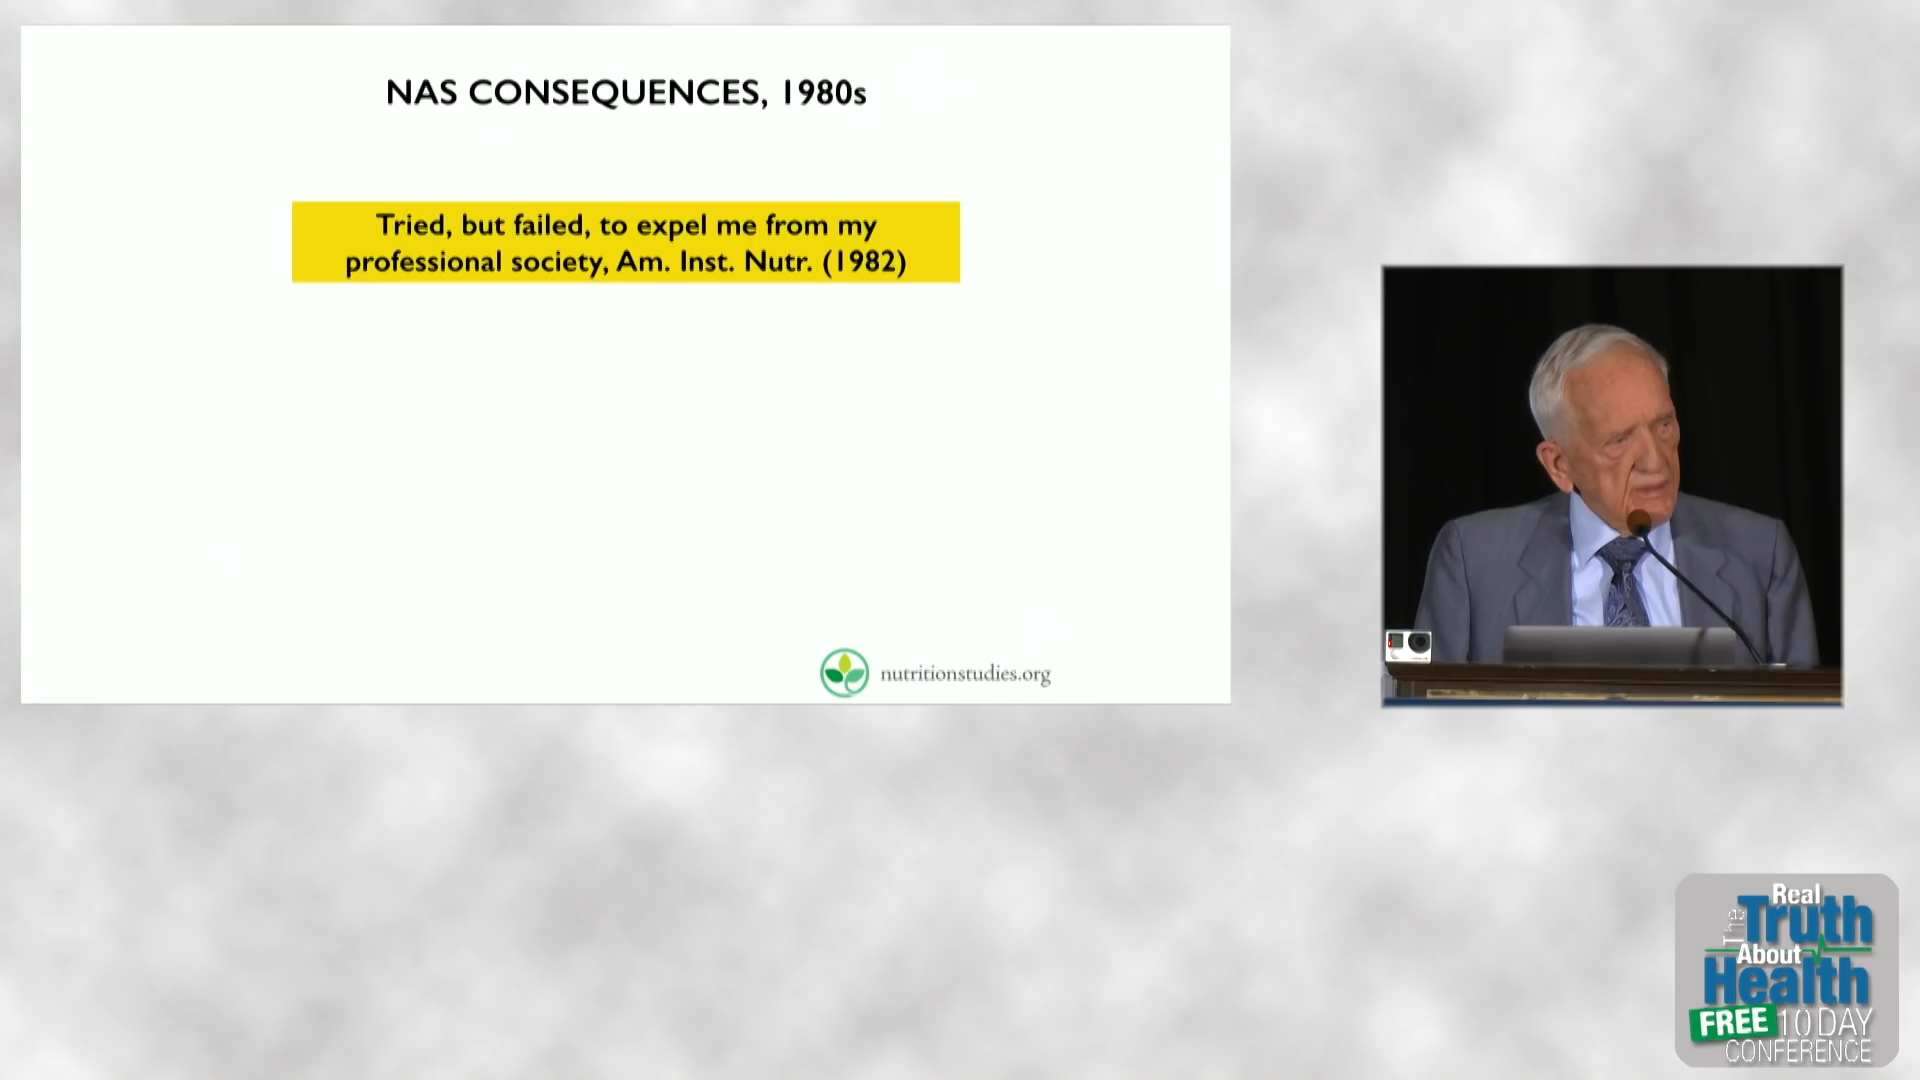 NAS CONSEQUENCES, 1980s
Tried, but failed, to expel me from my
professional society, Am. Inst. Nutr. (1982)
nutritionstudies.org
The Real
Truth
About
Health
FREE 10 DAY
CONFERENCE